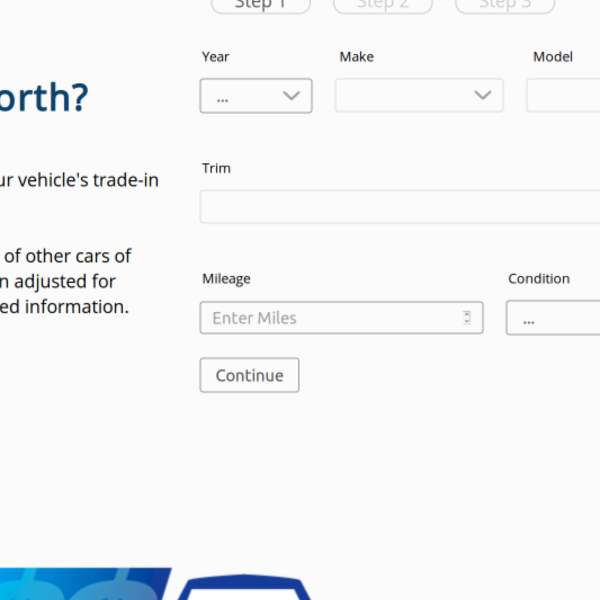 Step 1 Step 2 Step 3
Year Make Model
orth?
...
ur vehicle's trade-in
Trim
of other cars of
n adjusted for
ed information.
Mileage Condition
Enter Miles ...
Continue